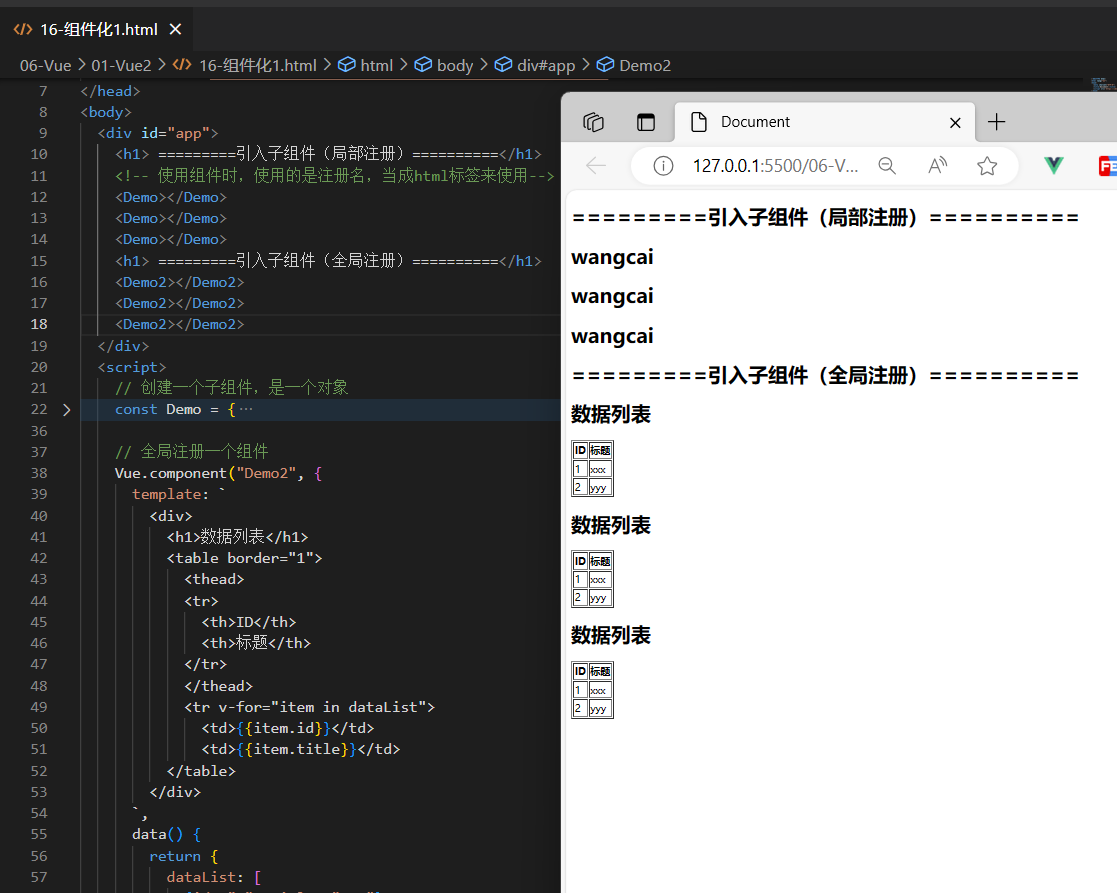 16-组件化1.html
06-Vue > 01-Vue2 > 16-组件化1.html > html > body > div#app > Demo2
7 </head>
8 <body>
9 <div id="app">
10 <h1> =========引入子组件（局部注册）==========</h1>
11 <!-- 使用组件时，使用的是注册名，当成html标签来使用-->
12 <Demo></Demo>
13 <Demo></Demo>
14 <Demo></Demo>
15 <h1> =========引入子组件（全局注册）==========</h1>
16 <Demo2></Demo2>
17 <Demo2></Demo2>
18 <Demo2></Demo2>
19 </div>
20 <script>
21 // 创建一个子组件，是一个对象
22 const Demo = {…
36
37 // 全局注册一个组件
38 Vue.component("Demo2", {
39 template: `
40 <div>
41 <h1>数据列表</h1>
42 <table border="1">
43 <thead>
44 <tr>
45 <th>ID</th>
46 <th>标题</th>
47 </tr>
48 </thead>
49 <tr v-for="item in dataList">
50 <td>{{item.id}}</td>
51 <td>{{item.title}}</td>
52 </table>
53 </div>
54 `,
55 data() {
56 return {
57 dataList: [
Document
127.0.0.1:5500/06-V...
=========引入子组件（局部注册）==========
wangcai
wangcai
wangcai
=========引入子组件（全局注册）==========
数据列表
ID 标题
1 xxx
2 yyy
数据列表
ID 标题
1 xxx
2 yyy
数据列表
ID 标题
1 xxx
2 yyy